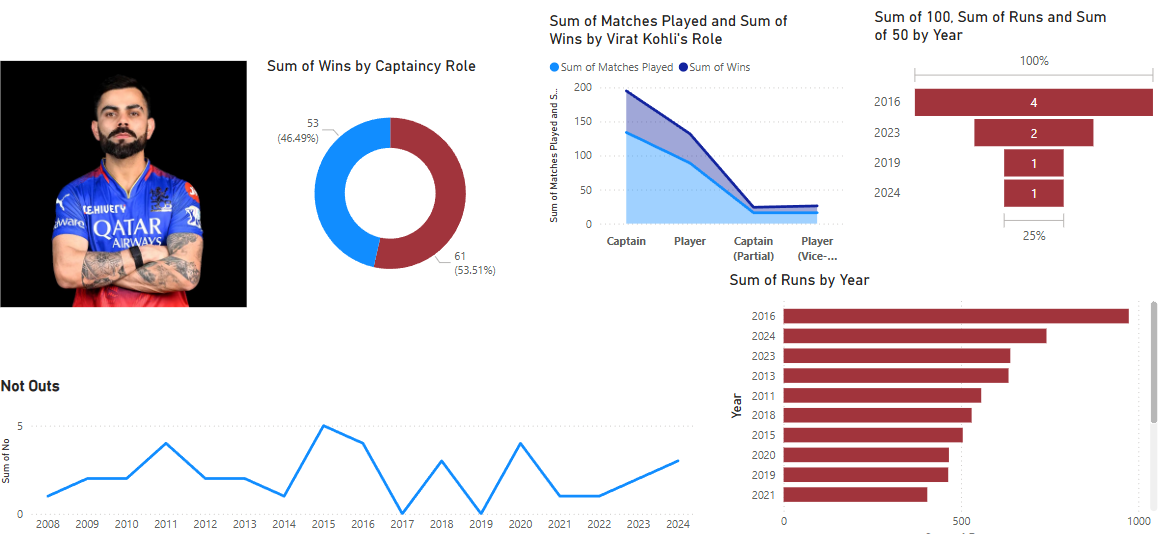 Sum of Wins by Captaincy Role
53
(46.49%)
61
(53.51%)
Sum of Matches Played and Sum of
Wins by Virat Kohli's Role
Sum of Matches Played
Sum of Wins
Sum of Matches Played and S...
200
150
100
50
0
Captain
Player
Captain
(Partial)
Player
(Vice-...
Sum of 100, Sum of Runs and Sum
of 50 by Year
100%
2016
4
2023
2
2019
1
2024
1
25%
QATAR
AIRWAYS
Sum of Runs by Year
Year
2016
2024
2023
2013
2011
2018
2015
2020
2019
2021
0
500
1000
Not Outs
Sum of No
5
0
2008
2009
2010
2011
2012
2013
2014
2015
2016
2017
2018
2019
2020
2021
2022
2023
2024